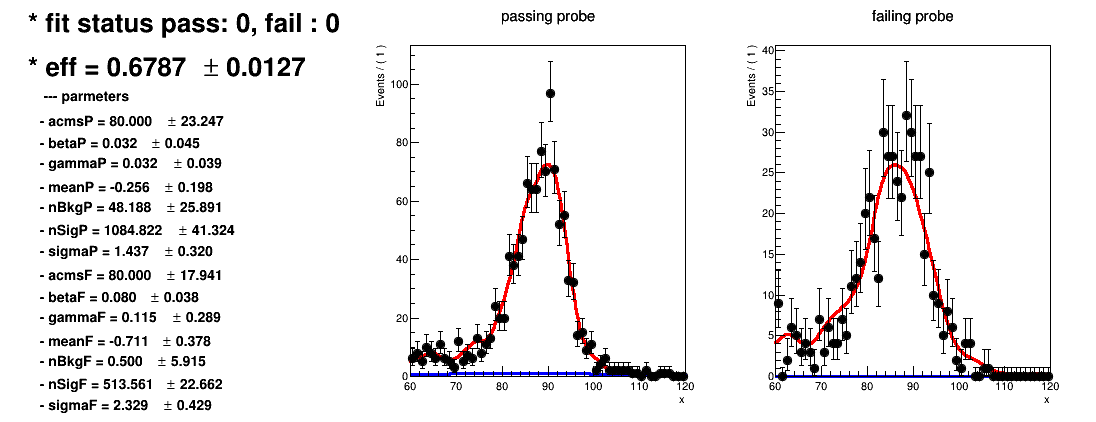 * fit status pass: 0, fail : 0
* eff = 0.6787 ± 0.0127
--- parmeters
- acmsP = 80.000 ± 23.247
- betaP = 0.032 ± 0.045
- gammaP = 0.032 ± 0.039
- meanP = -0.256 ± 0.198
- nBkgP = 48.188 ± 25.891
- nSigP = 1084.822 ± 41.324
- sigmaP = 1.437 ± 0.320
- acmsF = 80.000 ± 17.941
- betaF = 0.080 ± 0.038
- gammaF = 0.115 ± 0.289
- meanF = -0.711 ± 0.378
- nBkgF = 0.500 ± 5.915
- nSigF = 513.561 ± 22.662
- sigmaF = 2.329 ± 0.429
passing probe
Events / ( 1 )
100
80
60
40
20
0
60 70 80 90 100 110 120
x
failing probe
Events / ( 1 )
40
35
30
25
20
15
10
5
0
60 70 80 90 100 110 120
x